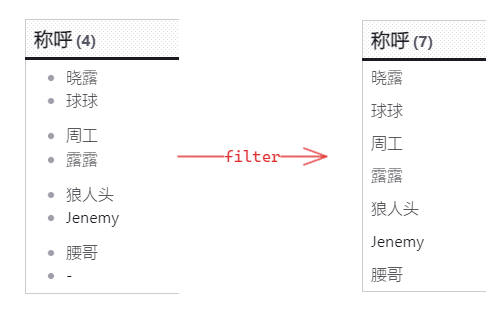 称呼 (4)
晓露
球球
周工
露露
狼人头
Jenemy
腰哥
-
filter
称呼 (7)
晓露
球球
周工
露露
狼人头
Jenemy
腰哥